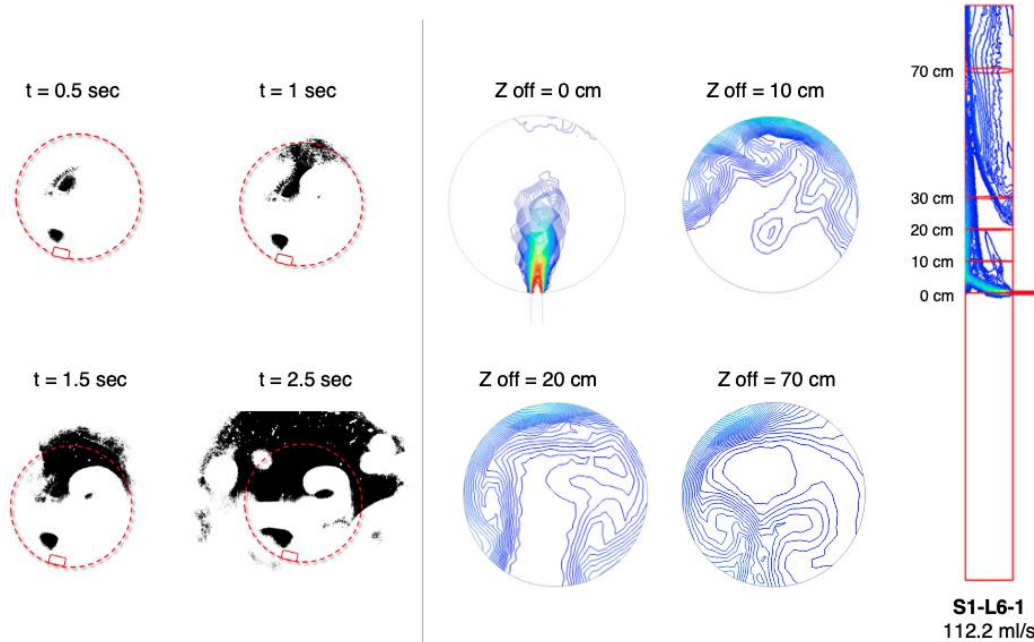 t = 0.5 sec
t = 1 sec
Z off = 0 cm
Z off = 10 cm
70 cm
30 cm
20 cm
10 cm
0 cm
t = 1.5 sec
t = 2.5 sec
Z off = 20 cm
Z off = 70 cm
S1-L6-1
112.2 ml/s